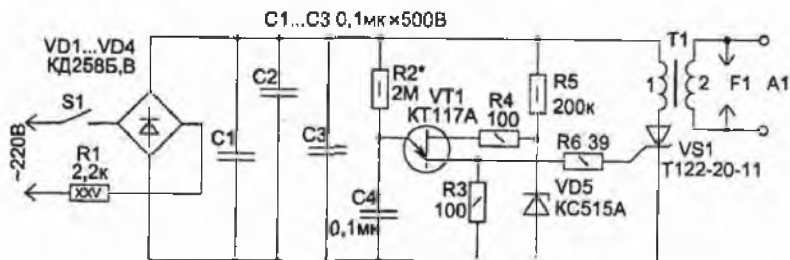 C1...C3 0,1мк×500В
VD1...VD4
КД258Б,В
S1
~220В
R1
2,2к
XXV
C1
C2
C3
R2*
2М
C4
0,1мк
VT1
КТ117А
R4
100
R3
100
R5
200к
R6 39
VD5
КС515А
T1
1
2
F1
A1
VS1
Т122-20-11